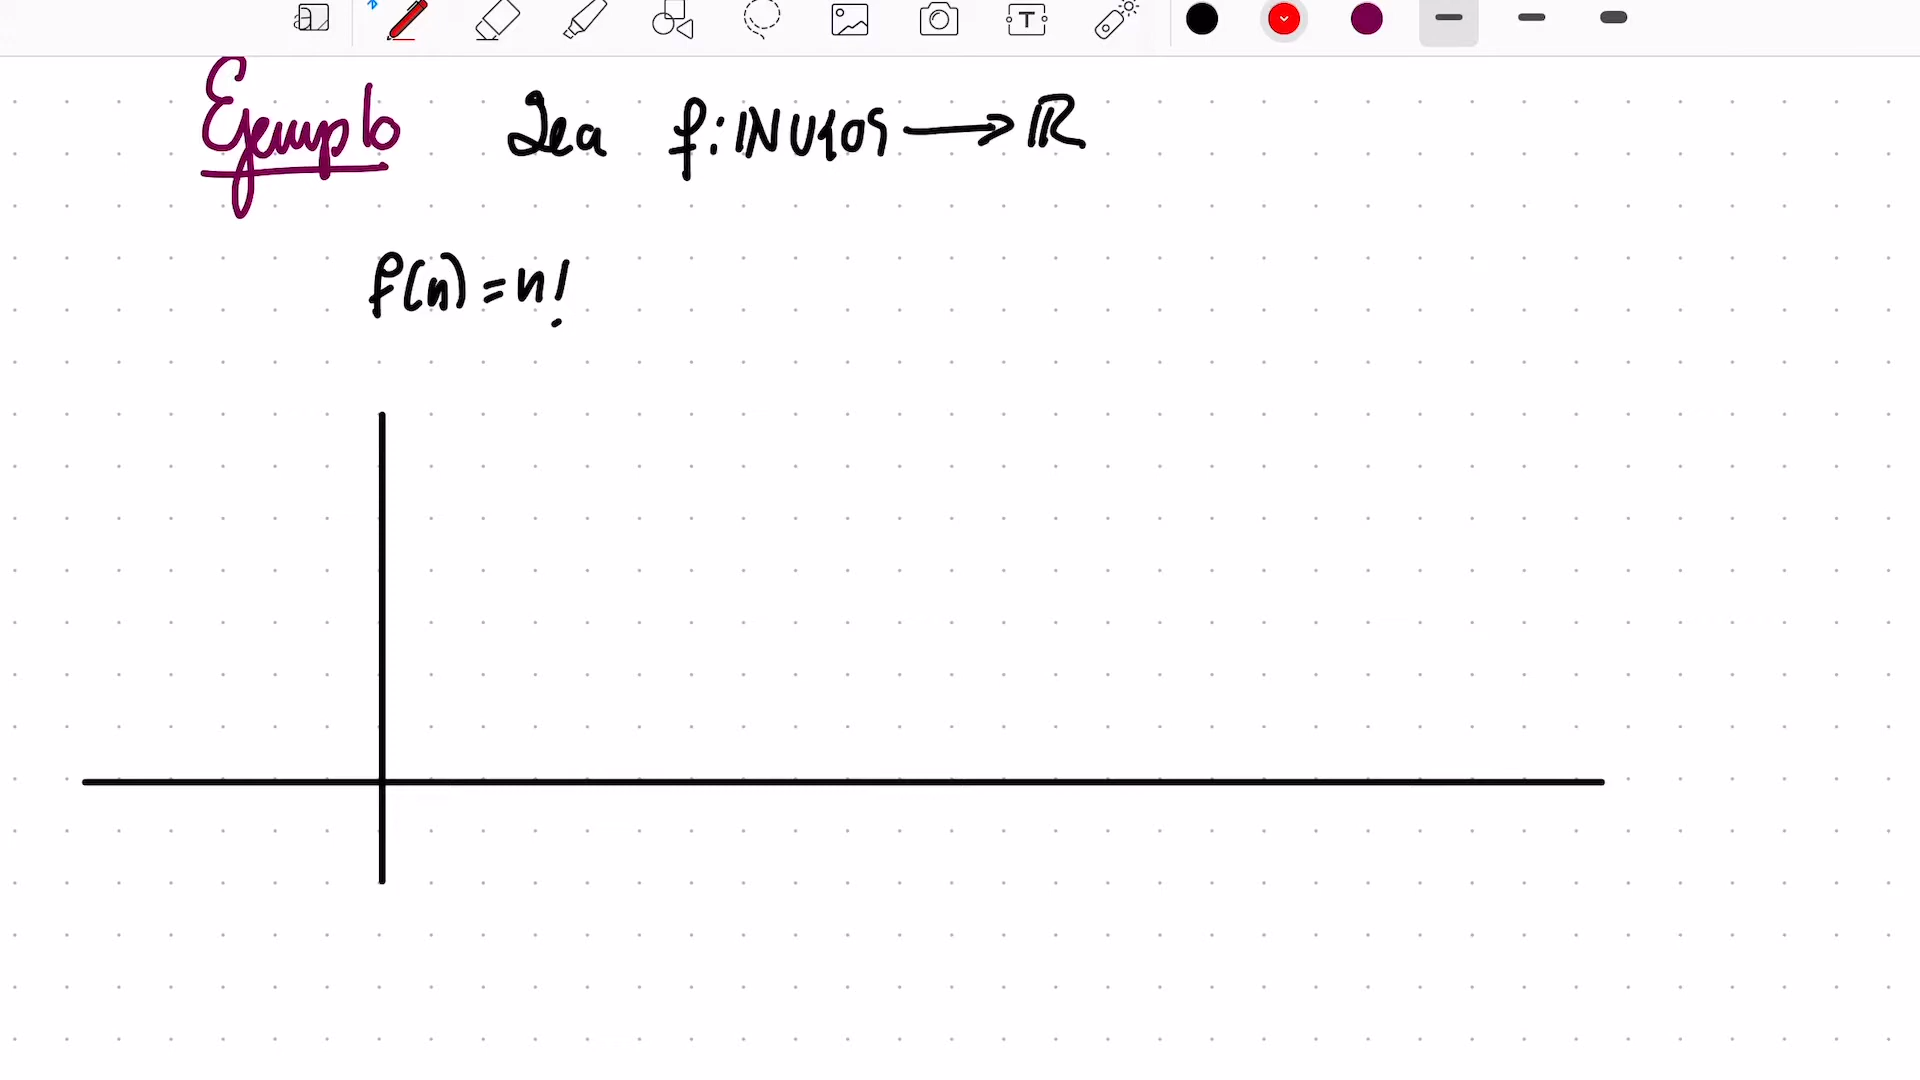 Ejemplo Sea f: ℕ∪{0} ⟶ ℝ
f(n) = n!